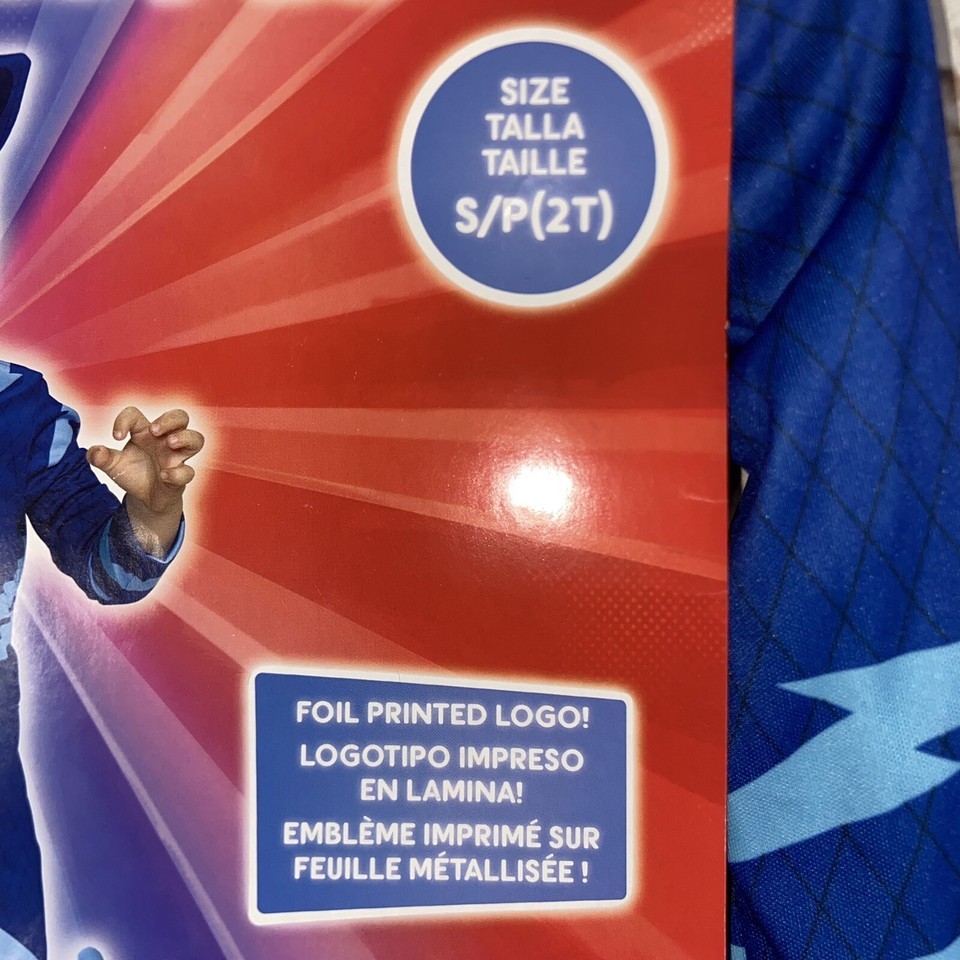 SIZE
TALLA
TAILLE
S/P(2T)
FOIL PRINTED LOGO!
LOGOTIPO IMPRESO
EN LAMINA!
EMBLÈME IMPRIMÉ SUR
FEUILLE MÉTALLISÉE !